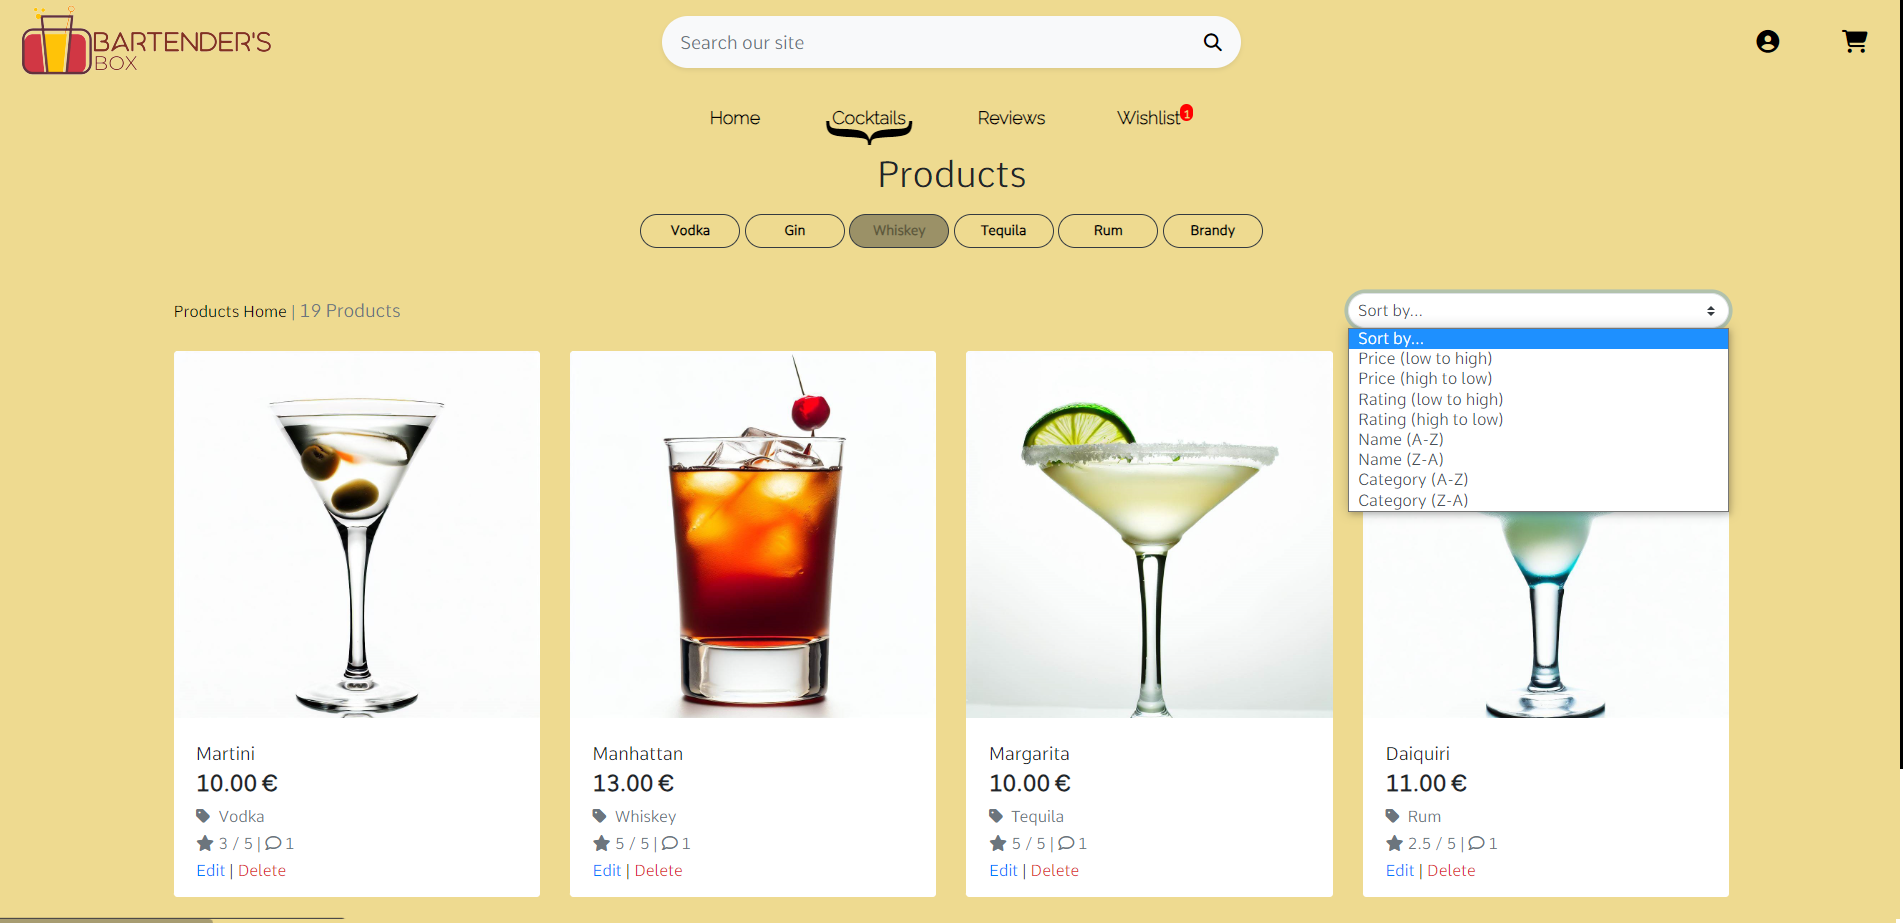 BARTENDER'S
BOX
Search our site
Home Cocktails Reviews Wishlist 1
Products
Vodka Gin Whiskey Tequila Rum Brandy
Products Home | 19 Products
Sort by...
Sort by...
Price (low to high)
Price (high to low)
Rating (low to high)
Rating (high to low)
Name (A-Z)
Name (Z-A)
Category (A-Z)
Category (Z-A)
Martini
10.00 €
Vodka
3 / 5 | 1
Edit | Delete
Manhattan
13.00 €
Whiskey
5 / 5 | 1
Edit | Delete
Margarita
10.00 €
Tequila
5 / 5 | 1
Edit | Delete
Daiquiri
11.00 €
Rum
2.5 / 5 | 1
Edit | Delete